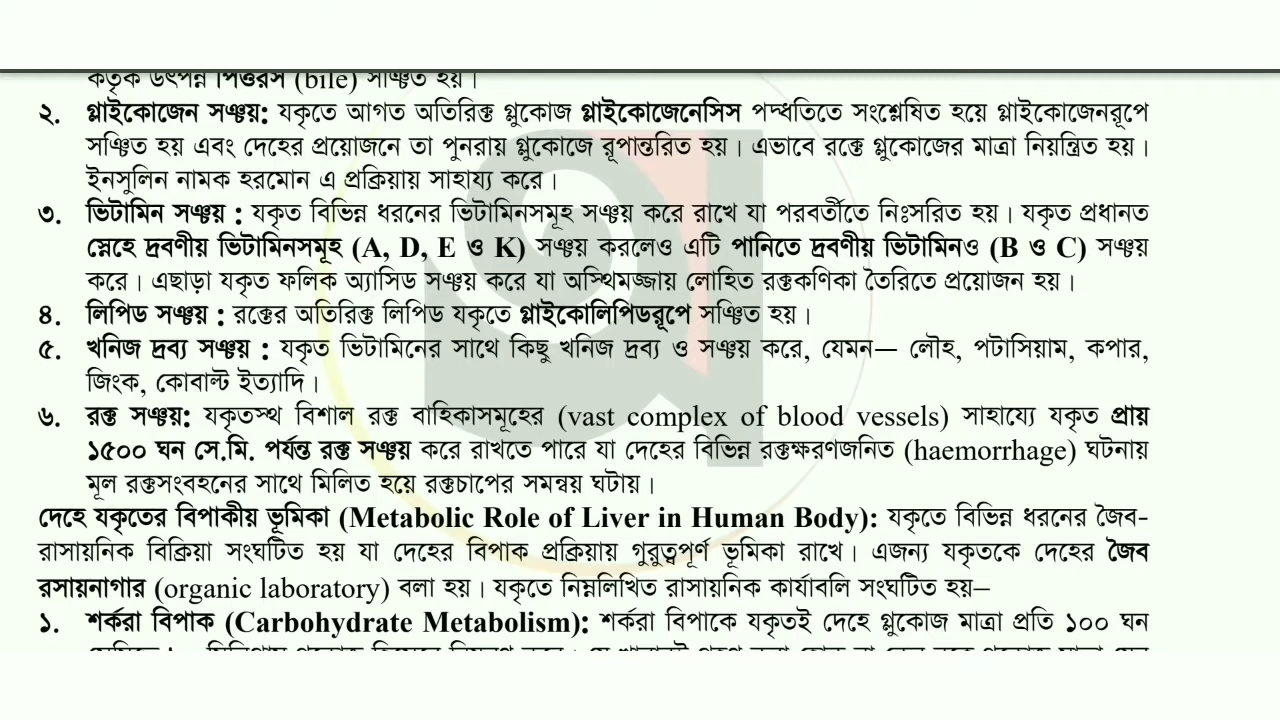 কর্তৃক উৎপন্ন পিত্তরস (bile) সঞ্চিত হয়।
২. গ্লাইকোজেন সঞ্চয়: যকৃতে আগত অতিরিক্ত গ্লুকোজ গ্লাইকোজেনেসিস পদ্ধতিতে সংশ্লেষিত হয়ে গ্লাইকোজেনরূপে
সঞ্চিত হয় এবং দেহের প্রয়োজনে তা পুনরায় গ্লুকোজে রূপান্তরিত হয়। এভাবে রক্তে গ্লুকোজের মাত্রা নিয়ন্ত্রিত হয়।
ইনসুলিন নামক হরমোন এ প্রক্রিয়ায় সাহায্য করে।
৩. ভিটামিন সঞ্চয় : যকৃত বিভিন্ন ধরনের ভিটামিনসমূহ সঞ্চয় করে রাখে যা পরবর্তীতে নিঃসরিত হয়। যকৃত প্রধানত
স্নেহে দ্রবণীয় ভিটামিনসমূহ (A, D, E ও K) সঞ্চয় করলেও এটি পানিতে দ্রবণীয় ভিটামিনও (B ও C) সঞ্চয়
করে। এছাড়া যকৃত ফলিক অ্যাসিড সঞ্চয় করে যা অস্থিমজ্জায় লোহিত রক্তকণিকা তৈরিতে প্রয়োজন হয়।
৪. লিপিড সঞ্চয় : রক্তের অতিরিক্ত লিপিড যকৃতে গ্লাইকোলিপিডরূপে সঞ্চিত হয়।
৫. খনিজ দ্রব্য সঞ্চয় : যকৃত ভিটামিনের সাথে কিছু খনিজ দ্রব্য ও সঞ্চয় করে, যেমন— লৌহ, পটাসিয়াম, কপার,
জিংক, কোবাল্ট ইত্যাদি।
৬. রক্ত সঞ্চয়: যকৃতস্থ বিশাল রক্ত বাহিকাসমূহের (vast complex of blood vessels) সাহায্যে যকৃত প্রায়
১৫০০ ঘন সে.মি. পর্যন্ত রক্ত সঞ্চয় করে রাখতে পারে যা দেহের বিভিন্ন রক্তক্ষরণজনিত (haemorrhage) ঘটনায়
মূল রক্তসংবহনের সাথে মিলিত হয়ে রক্তচাপের সমন্বয় ঘটায়।
দেহে যকৃতের বিপাকীয় ভূমিকা (Metabolic Role of Liver in Human Body): যকৃতে বিভিন্ন ধরনের জৈব-
রাসায়নিক বিক্রিয়া সংঘটিত হয় যা দেহের বিপাক প্রক্রিয়ায় গুরুত্বপূর্ণ ভূমিকা রাখে। এজন্য যকৃতকে দেহের জৈব
রসায়নাগার (organic laboratory) বলা হয়। যকৃতে নিম্নলিখিত রাসায়নিক কার্যাবলি সংঘটিত হয়–
১. শর্করা বিপাক (Carbohydrate Metabolism): শর্করা বিপাকে যকৃতই দেহে গ্লুকোজ মাত্রা প্রতি ১০০ ঘন